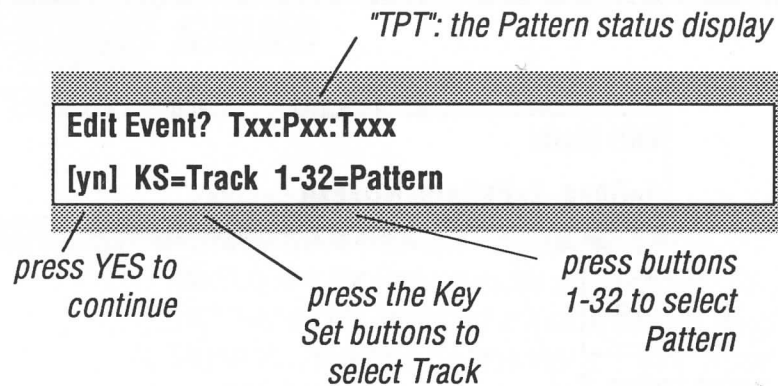 "TPT": the Pattern status display
Edit Event? Txx:Pxx:Txxx
[yn] KS=Track 1-32=Pattern
press YES to
continue
press the Key
Set buttons to
select Track
press buttons
1-32 to select
Pattern